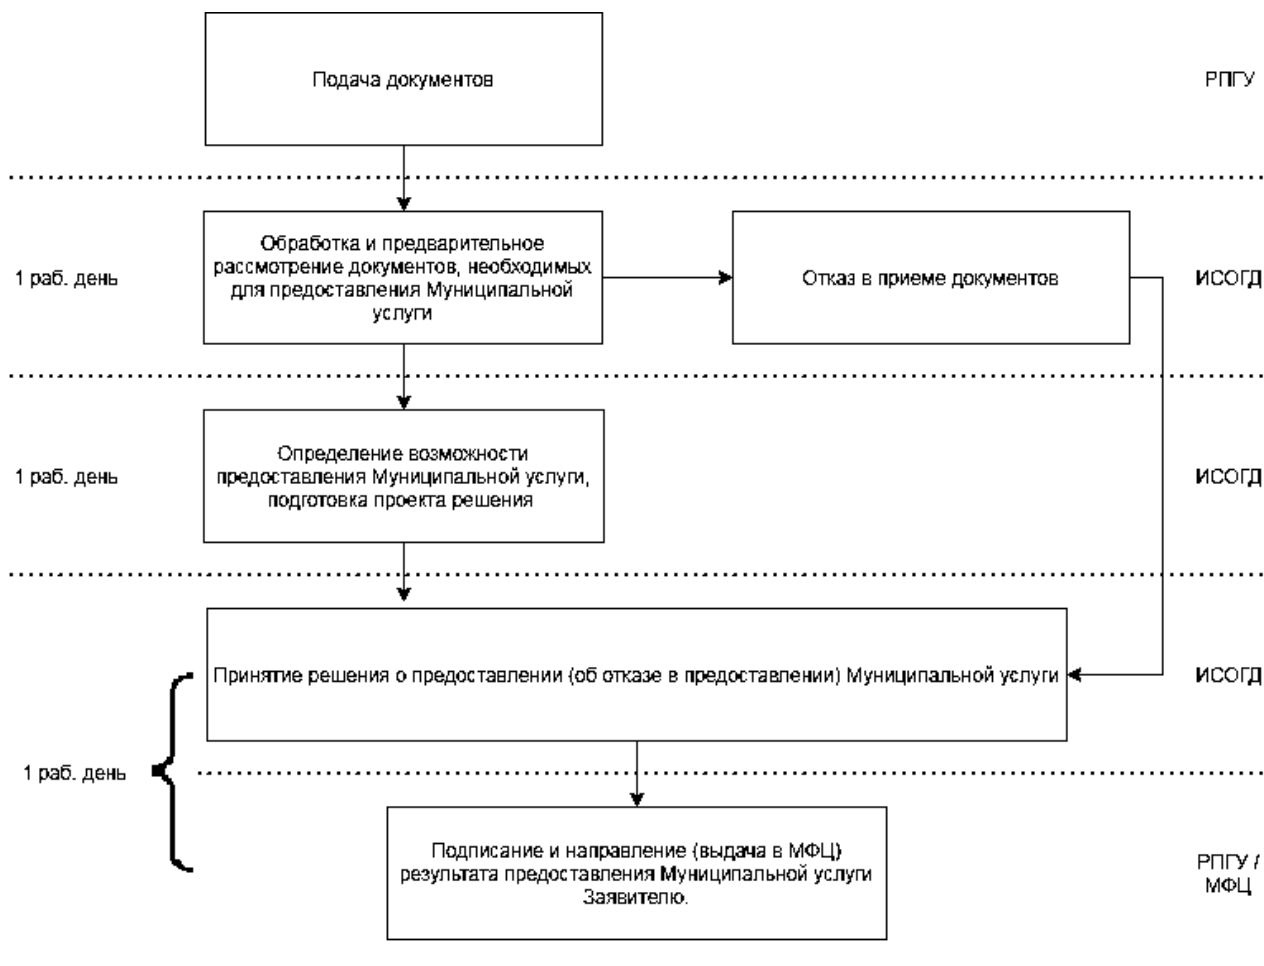 Подача документов
РПГУ
1 раб. день
Обработка и предварительное
рассмотрение документов, необходимых
для предоставления Муниципальной
услуги
Отказ в приеме документов
ИСОГД
1 раб. день
Определение возможности
предоставления Муниципальной услуги,
подготовка проекта решения
ИСОГД
Принятие решения о предоставлении (об отказе в предоставлении) Муниципальной услуги
ИСОГД
1 раб. день
Подписание и направление (выдача в МФЦ)
результата предоставления Муниципальной услуги
Заявителю.
РПГУ /
МФЦ